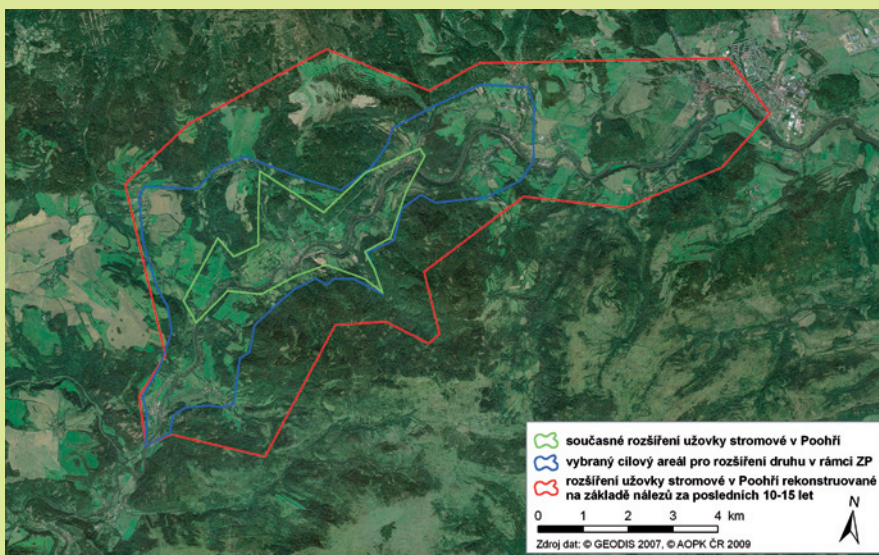 současné rozšíření užovky stromové v Poohří
vybraný cílový areál pro rozšíření druhu v rámci ZP
rozšíření užovky stromové v Poohří rekonstruované
na základě nálezů za posledních 10-15 let
N
0 1 2 3 4 km
Zdroj dat: © GEODIS 2007, © AOPK ČR 2009